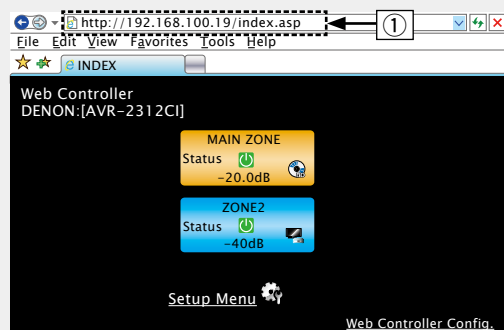 http://192.168.100.19/index.asp
①
File Edit View Favorites Tools Help
INDEX
Web Controller
DENON:[AVR-2312CI]
MAIN ZONE
Status
-20.0dB
ZONE2
Status
-40dB
Setup Menu
Web Controller Config.